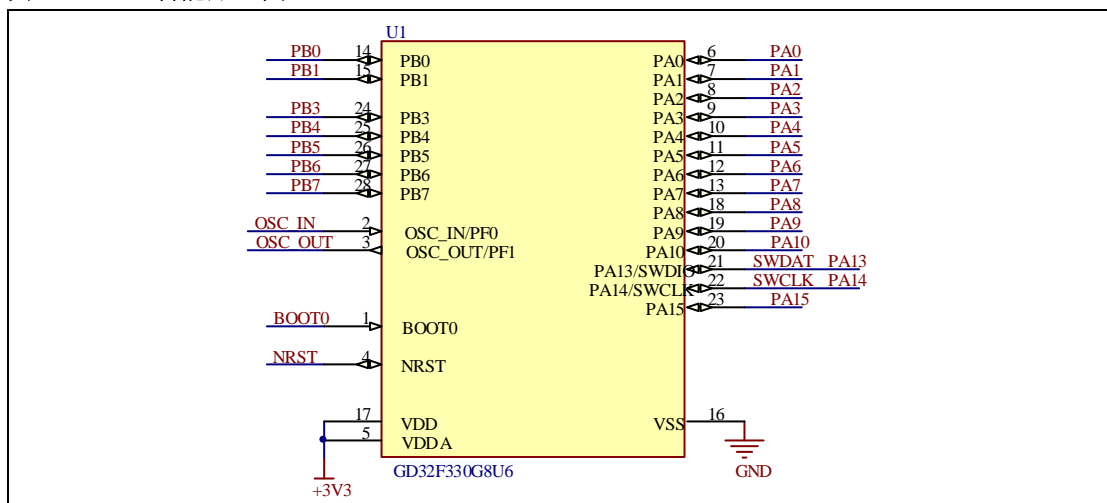 U1
PB0 14 PB0 PA0 6 PA0
PB1 15 PB1 PA1 7 PA1
PA2 8 PA2
PB3 24 PB3 PA3 9 PA3
PB4 25 PB4 PA4 10 PA4
PB5 26 PB5 PA5 11 PA5
PB6 27 PB6 PA6 12 PA6
PB7 28 PB7 PA7 13 PA7
PA8 18 PA8
OSC_IN 2 OSC_IN/PF0 PA9 19 PA9
OSC_OUT 3 OSC_OUT/PF1 PA10 20 PA10
PA13/SWDIO 21 SWDAT PA13
PA14/SWCLK 22 SWCLK PA14
PA15 23 PA15
BOOT0 1 BOOT0
NRST 4 NRST
17 VDD VSS 16
5 VDDA
GD32F330G8U6 GND
+3V3